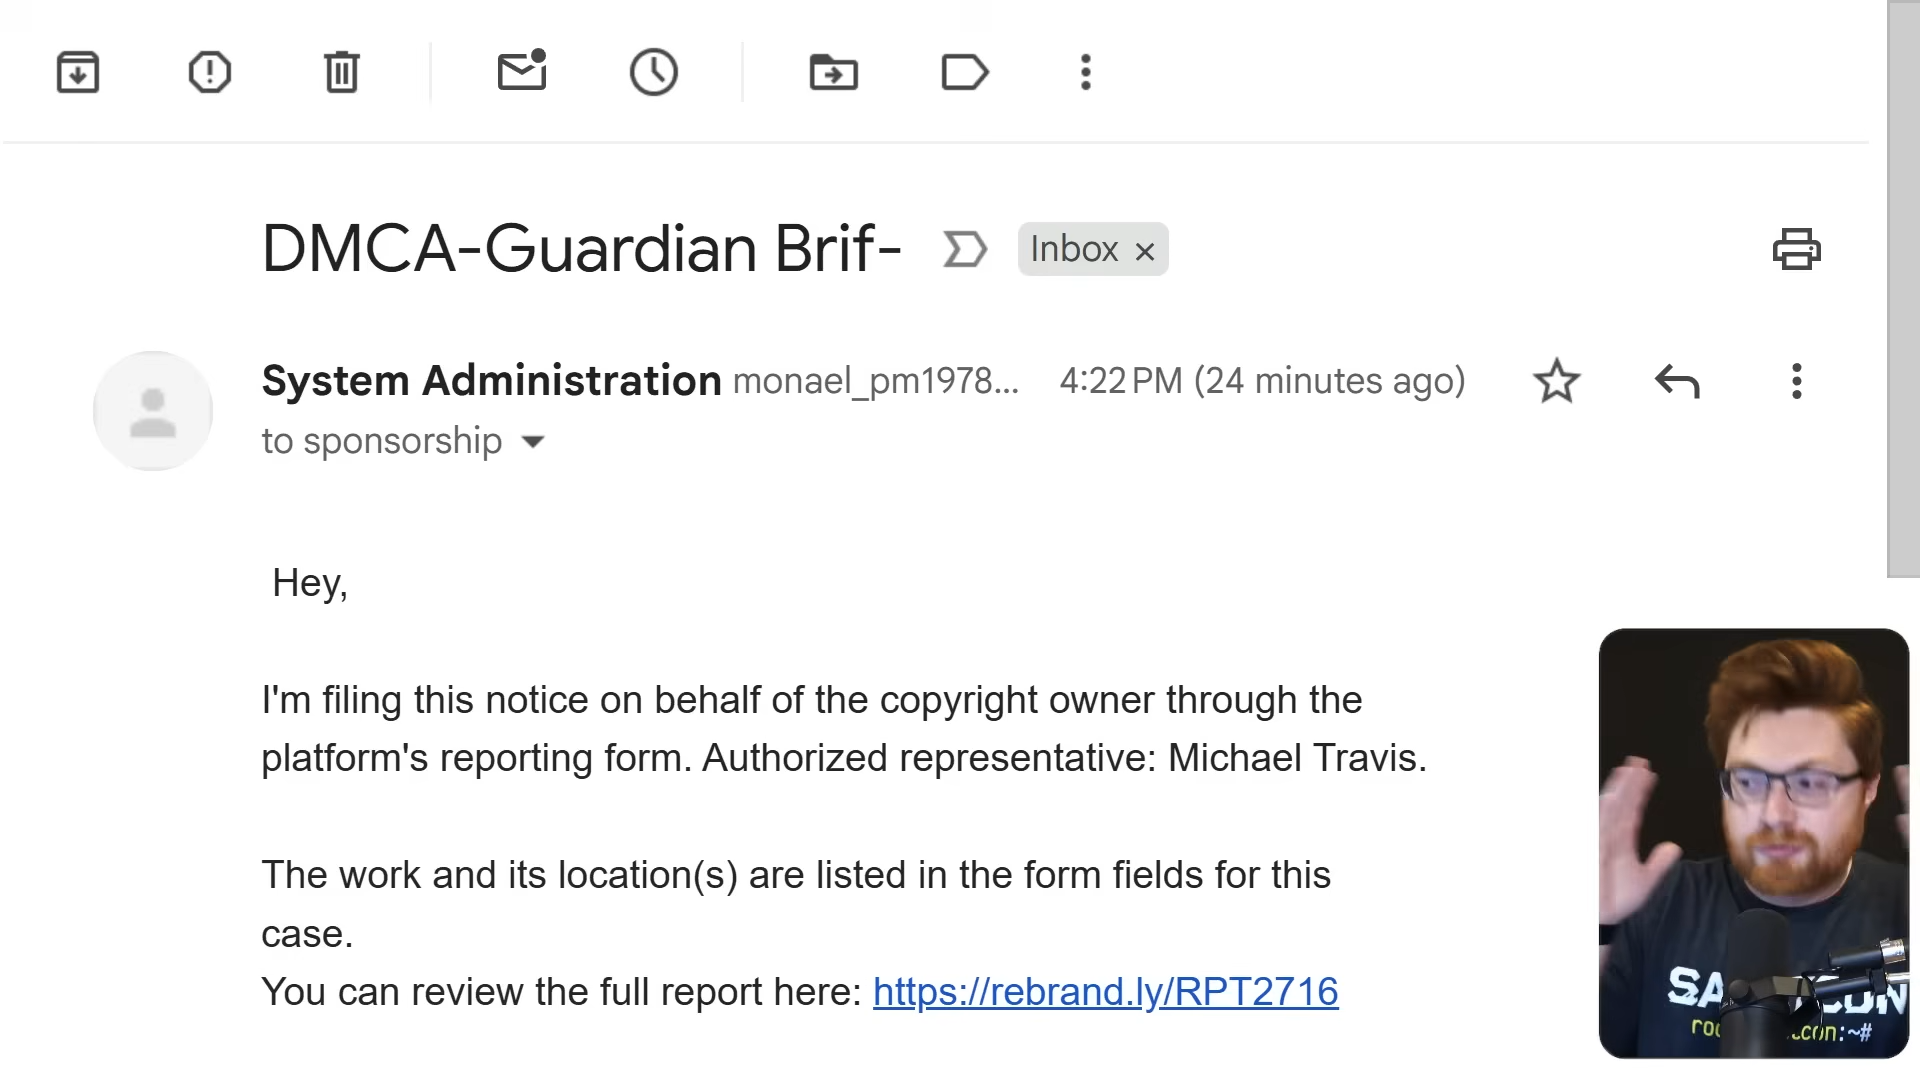 DMCA-Guardian Brif-
Inbox ×
System Administration monael_pm1978... 4:22 PM (24 minutes ago)
to sponsorship
Hey,
I'm filing this notice on behalf of the copyright owner through the
platform's reporting form. Authorized representative: Michael Travis.
The work and its location(s) are listed in the form fields for this
case.
You can review the full report here: https://rebrand.ly/RPT2716